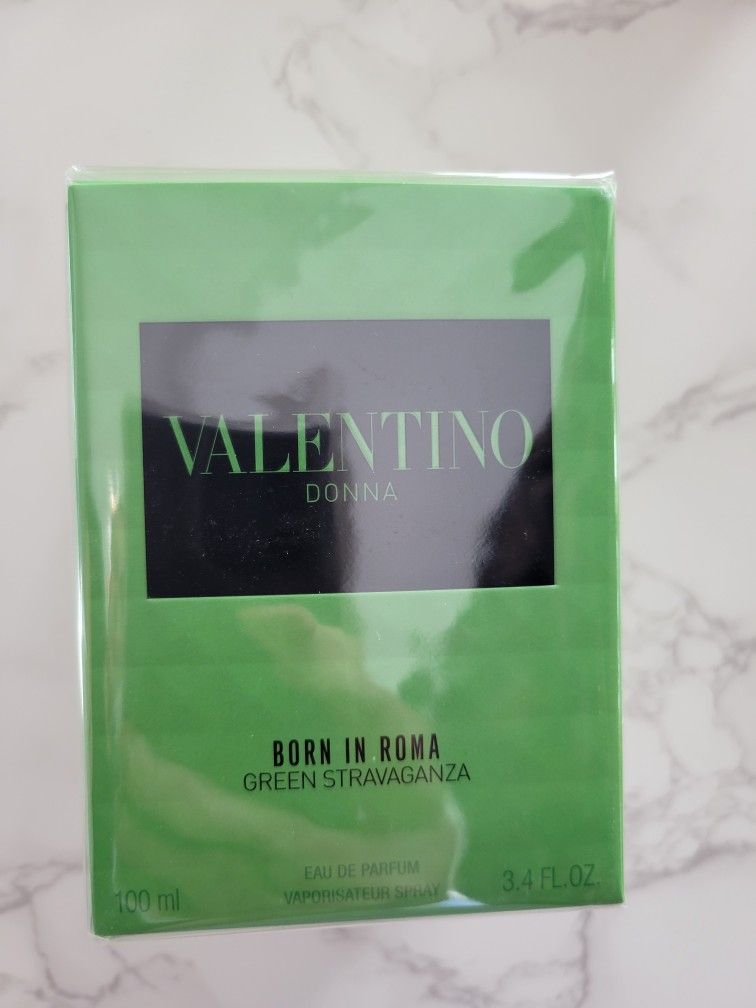 VALENTINO
DONNA
BORN IN ROMA
GREEN STRAVAGANZA
EAU DE PARFUM
100 ml VAPORISATEUR SPRAY 3.4 FL.OZ.